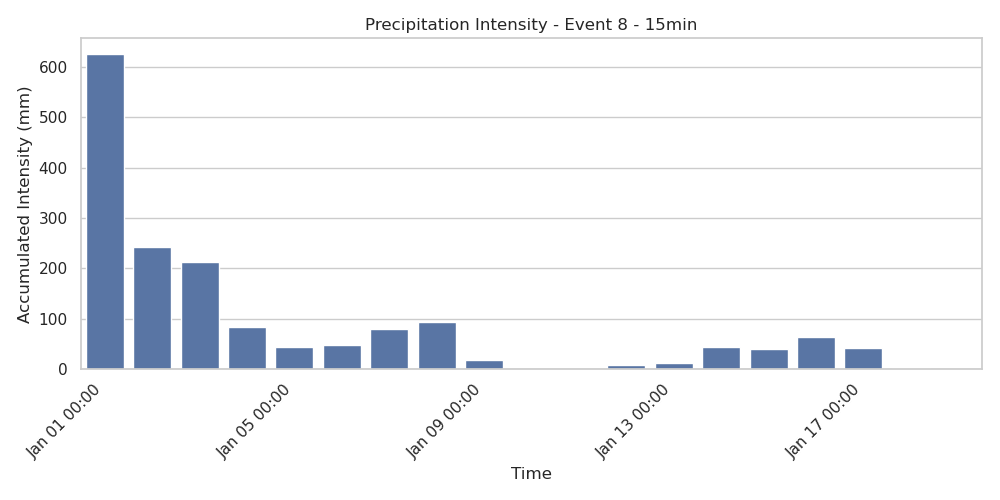 Precipitation Intensity - Event 8 - 15min
Accumulated Intensity (mm)
600
500
400
300
200
100
0
Jan 01 00:00
Jan 05 00:00
Jan 09 00:00
Jan 13 00:00
Jan 17 00:00
Time